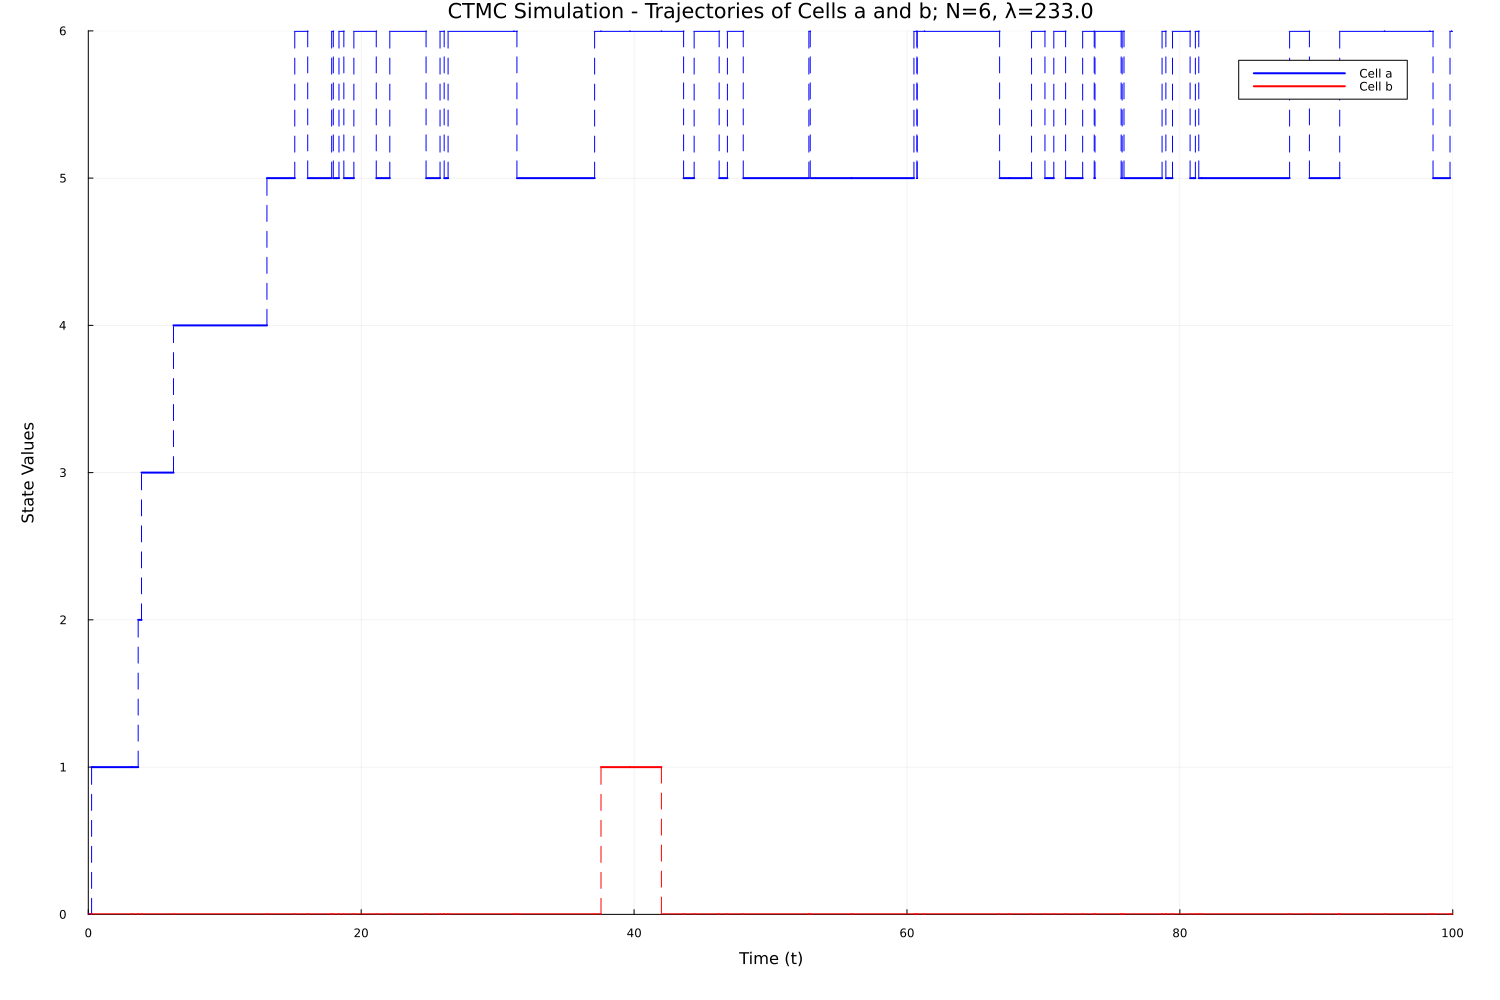 CTMC Simulation - Trajectories of Cells a and b; N=6, λ=233.0
6
Cell a
Cell b
5
4
State Values
3
2
1
0
0 20 40 60 80 100
Time (t)